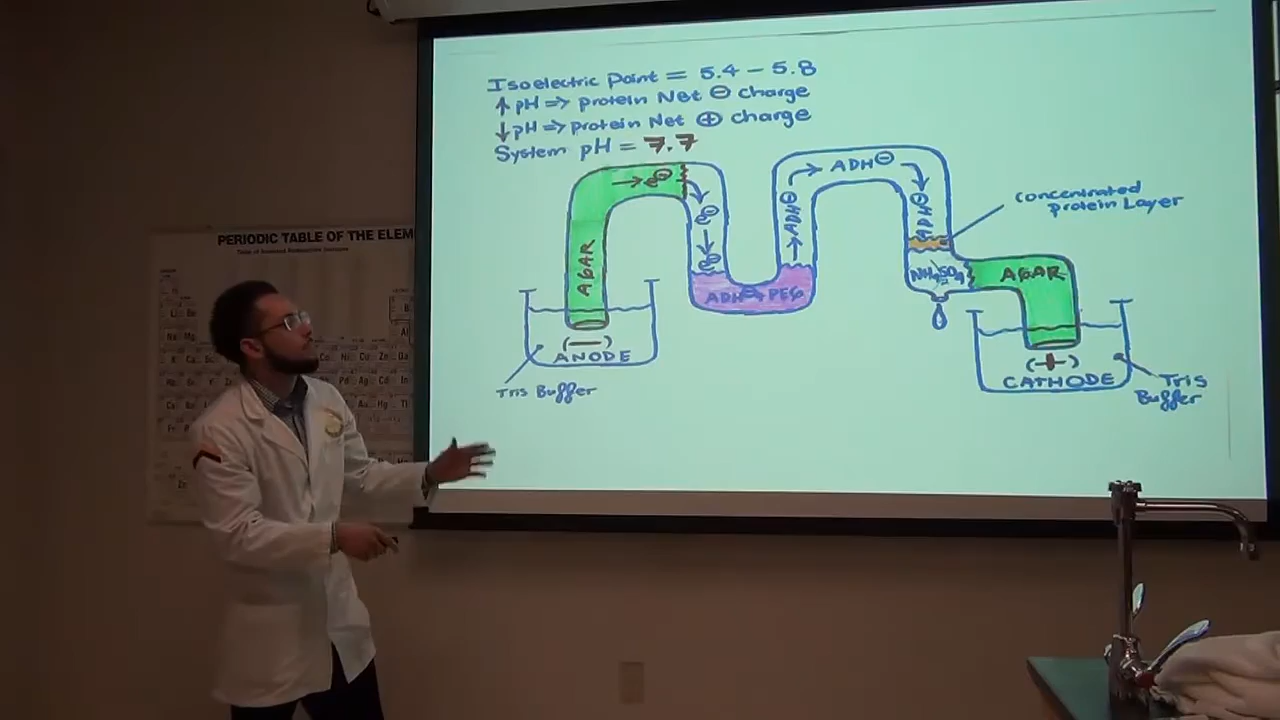 Isoelectric Point = 5.4 – 5.8
↑ pH => protein Net ⊖ charge
↓ pH => protein Net ⊕ charge
System pH = 7.7
→ e⊖
e⊖
e⊖
AGAR
ADH → PEG
ADH⊖
ADH⊖
ADH⊖
concentrated
protein Layer
NH4SO4
AGAR
(—)
ANODE
Tris Buffer
(+)
CATHODE
Tris
Buffer
PERIODIC TABLE OF THE ELEM